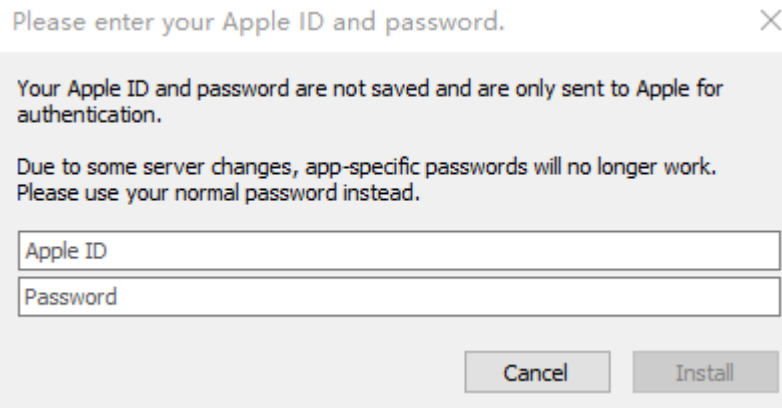 Please enter your Apple ID and password.
Your Apple ID and password are not saved and are only sent to Apple for
authentication.
Due to some server changes, app-specific passwords will no longer work.
Please use your normal password instead.
Apple ID
Password
Cancel
Install